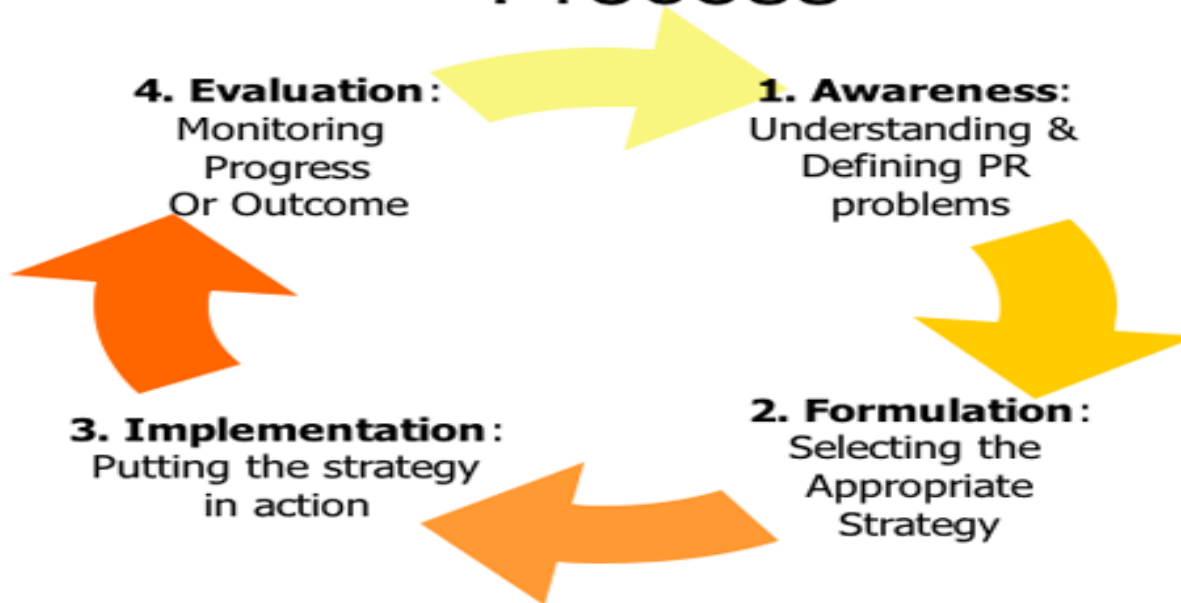 Process
1. Awareness:
Understanding &
Defining PR
problems
2. Formulation:
Selecting the
Appropriate
Strategy
3. Implementation:
Putting the strategy
in action
4. Evaluation:
Monitoring
Progress
Or Outcome